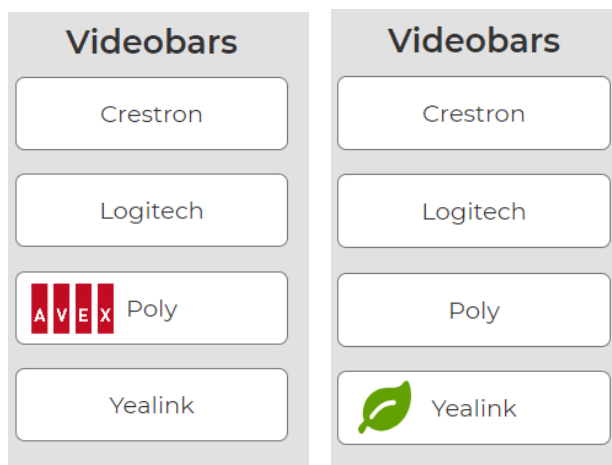 Videobars
Crestron
Logitech
AVEX Poly
Yealink
Videobars
Crestron
Logitech
Poly
Yealink